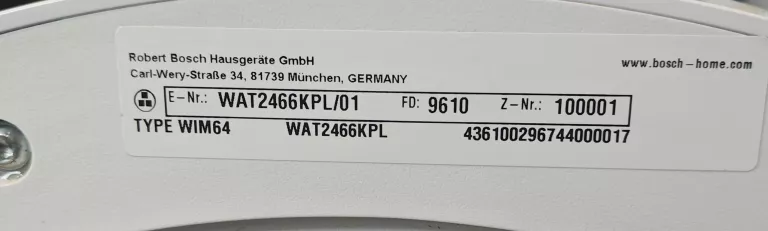 Robert Bosch Hausgeräte GmbH
Carl-Wery-Straße 34, 81739 München, GERMANY
www.bosch-home.com
E-Nr.: WAT2466KPL/01 FD: 9610 Z-Nr.: 100001
TYPE WIM64 WAT2466KPL 436100296744000017